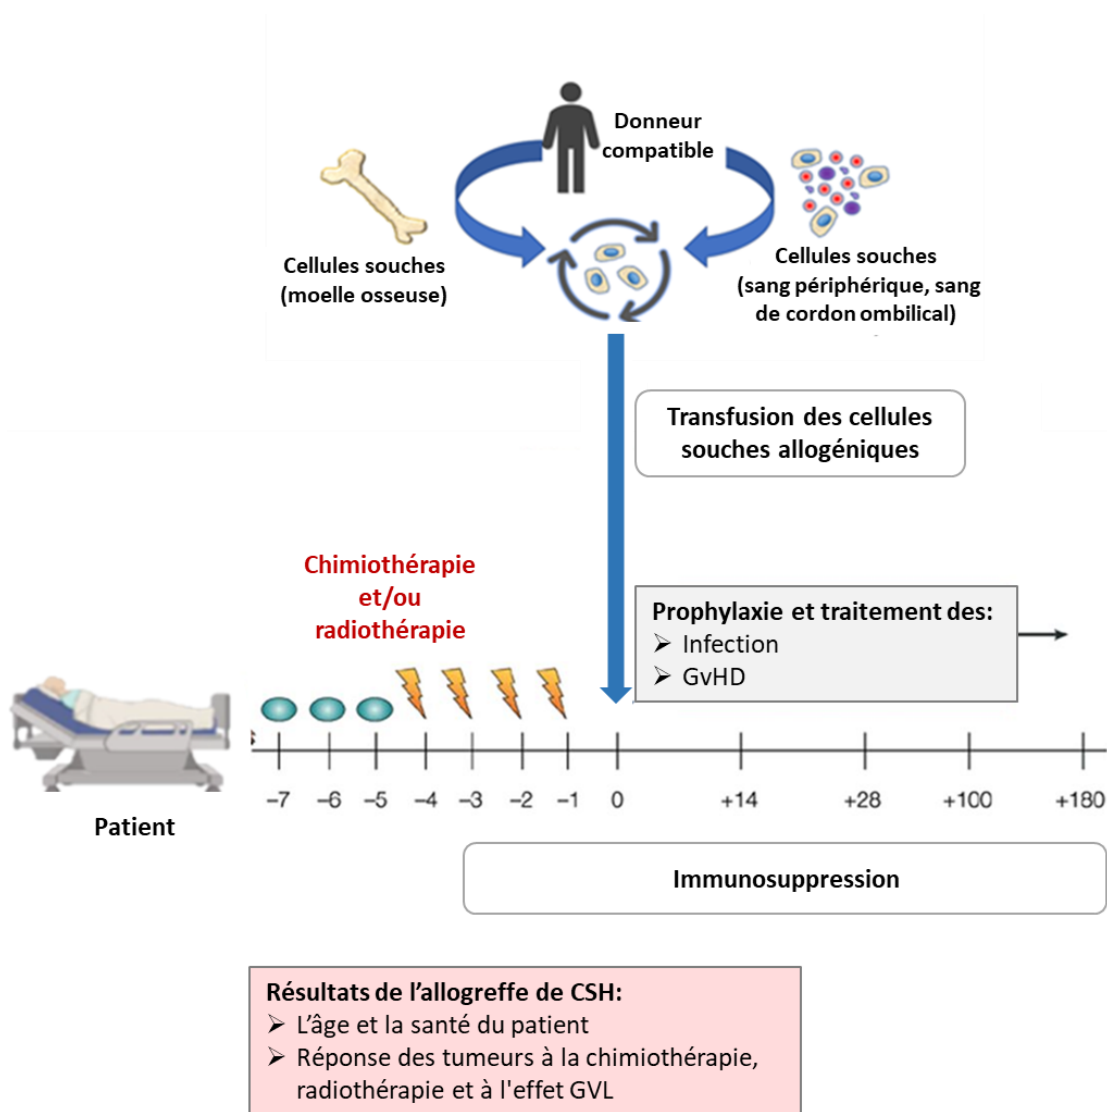 Donneur
compatible
Cellules souches
(moelle osseuse)
Cellules souches
(sang périphérique, sang
de cordon ombilical)
Transfusion des cellules
souches allogéniques
Chimiothérapie
et/ou
radiothérapie
Prophylaxie et traitement des:
➢ Infection
➢ GvHD
–7 –6 –5 –4 –3 –2 –1 0 +14 +28 +100 +180
Patient
Immunosuppression
Résultats de l’allogreffe de CSH:
➢ L’âge et la santé du patient
➢ Réponse des tumeurs à la chimiothérapie,
radiothérapie et à l'effet GVL